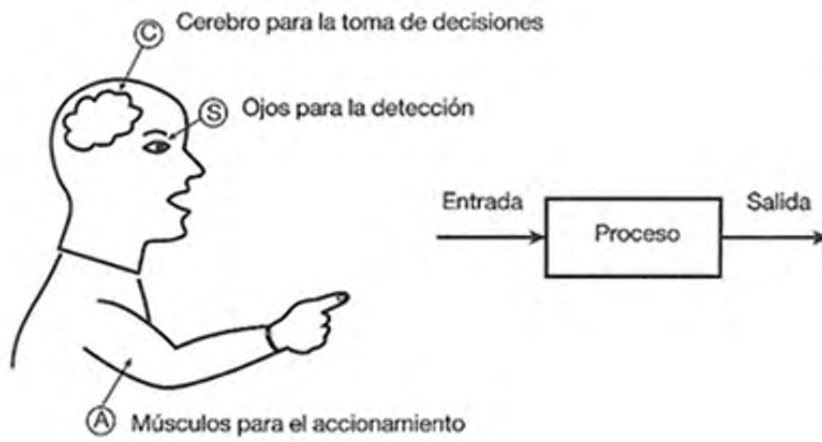 C Cerebro para la toma de decisiones
S Ojos para la detección
Entrada
Proceso
Salida
A Músculos para el accionamiento